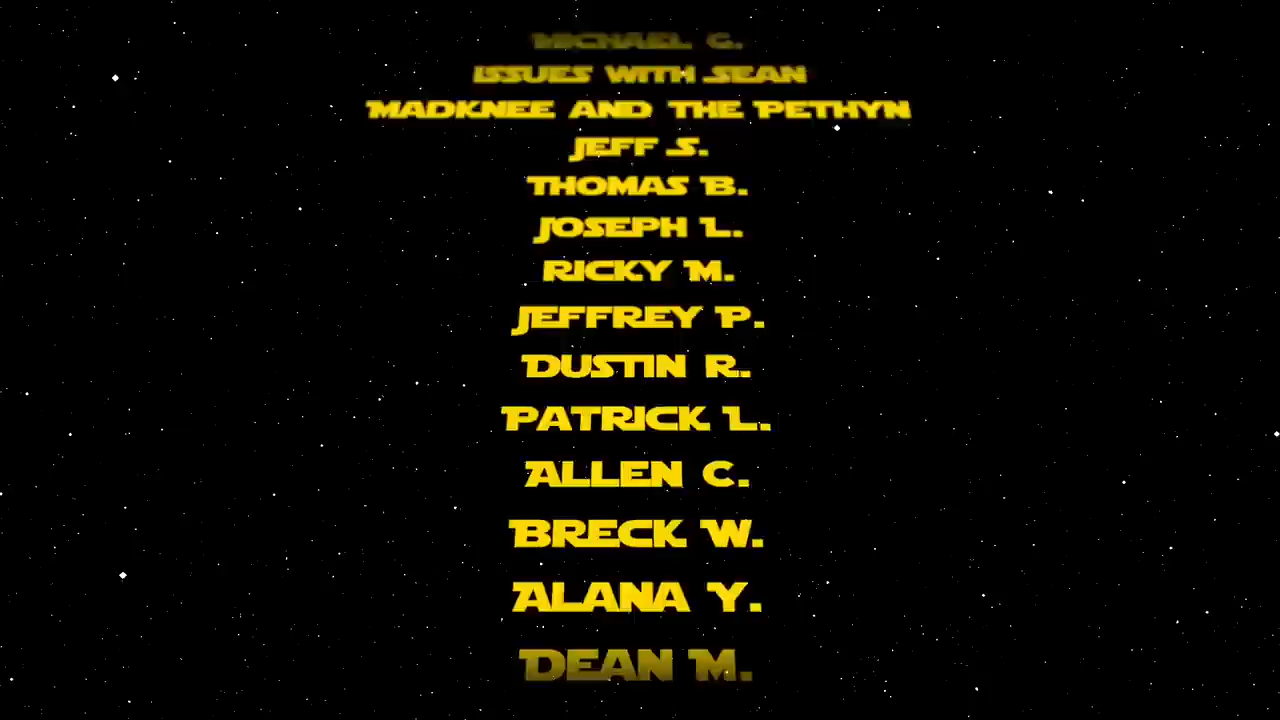 Michael G.
Issues with Sean
Madknee and the Pethyn
Jeff S.
Thomas B.
Joseph L.
Ricky M.
Jeffrey P.
Dustin R.
Patrick L.
Allen C.
Breck W.
Alana Y.
Dean M.